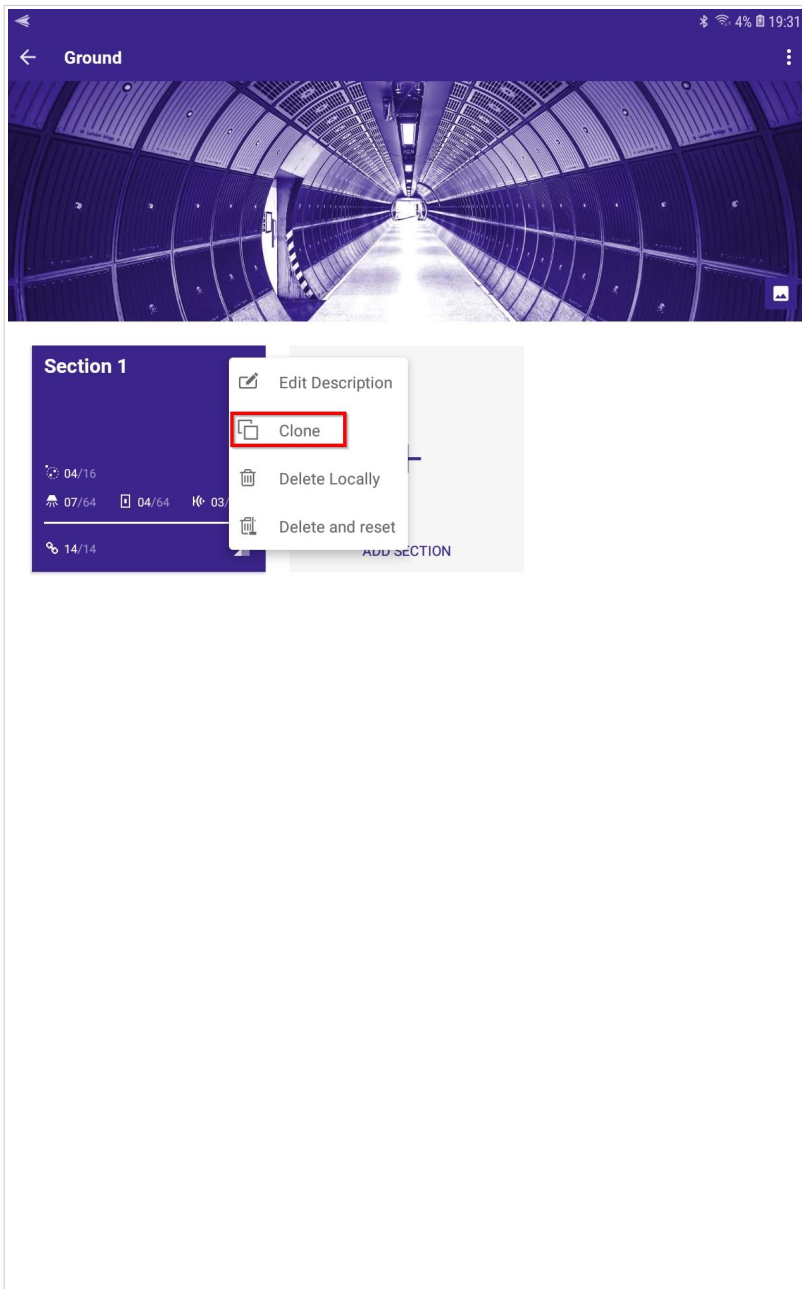 4% 19:31
Ground
Section 1
Edit Description
Clone
04/16
Delete Locally
07/64 04/64 03/
Delete and reset
14/14
ADD SECTION